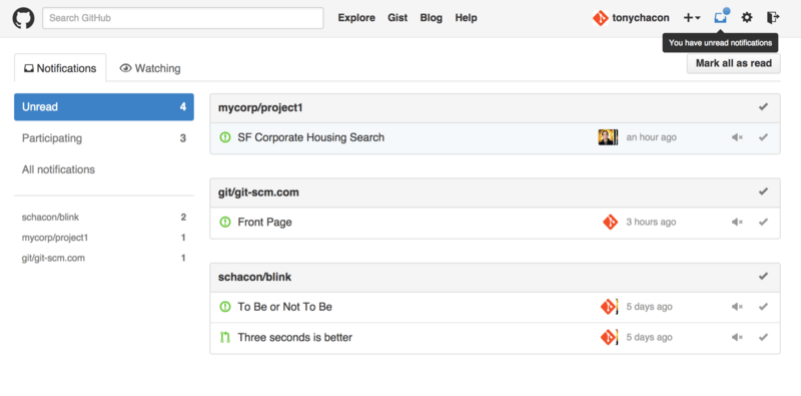 Search GitHub
Explore Gist Blog Help
tonychacon
You have unread notifications
Notifications
Watching
Mark all as read
Unread 4
Participating 3
All notifications
schacon/blink 2
mycorp/project1 1
git/git-scm.com 1
mycorp/project1
SF Corporate Housing Search an hour ago
git/git-scm.com
Front Page 3 hours ago
schacon/blink
To Be or Not To Be 5 days ago
Three seconds is better 5 days ago